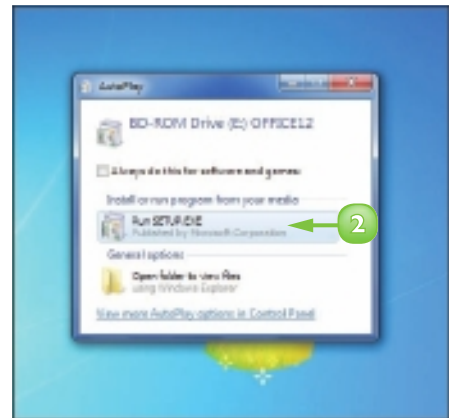 AutoPlay
BD-ROM Drive (E:) OFFICE12
Always do this for software and games:
Install or run program from your media
Run SETUP.EXE
Published by Microsoft Corporation
2
General options
Open folder to view files
using Windows Explorer
View more AutoPlay options in Control Panel